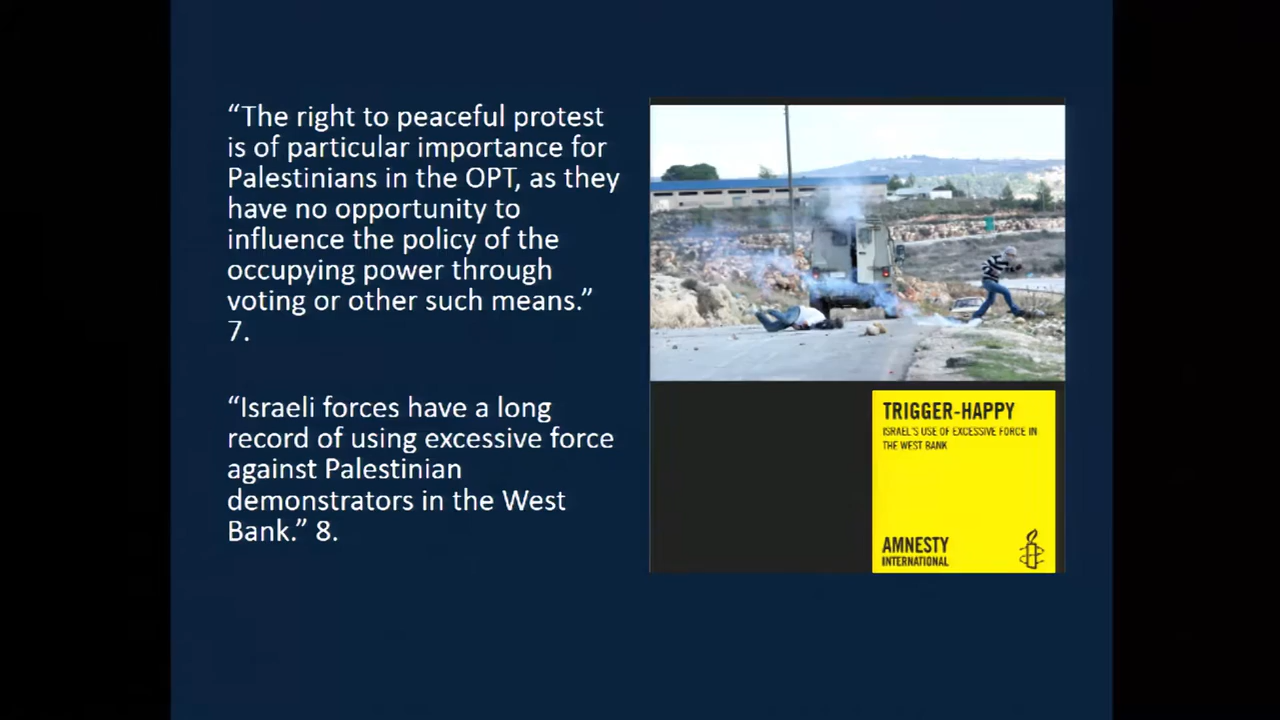 “The right to peaceful protest
is of particular importance for
Palestinians in the OPT, as they
have no opportunity to
influence the policy of the
occupying power through
voting or other such means.”
7.
“Israeli forces have a long
record of using excessive force
against Palestinian
demonstrators in the West
Bank.” 8.
TRIGGER-HAPPY
ISRAEL'S USE OF EXCESSIVE FORCE IN
THE WEST BANK
AMNESTY
INTERNATIONAL